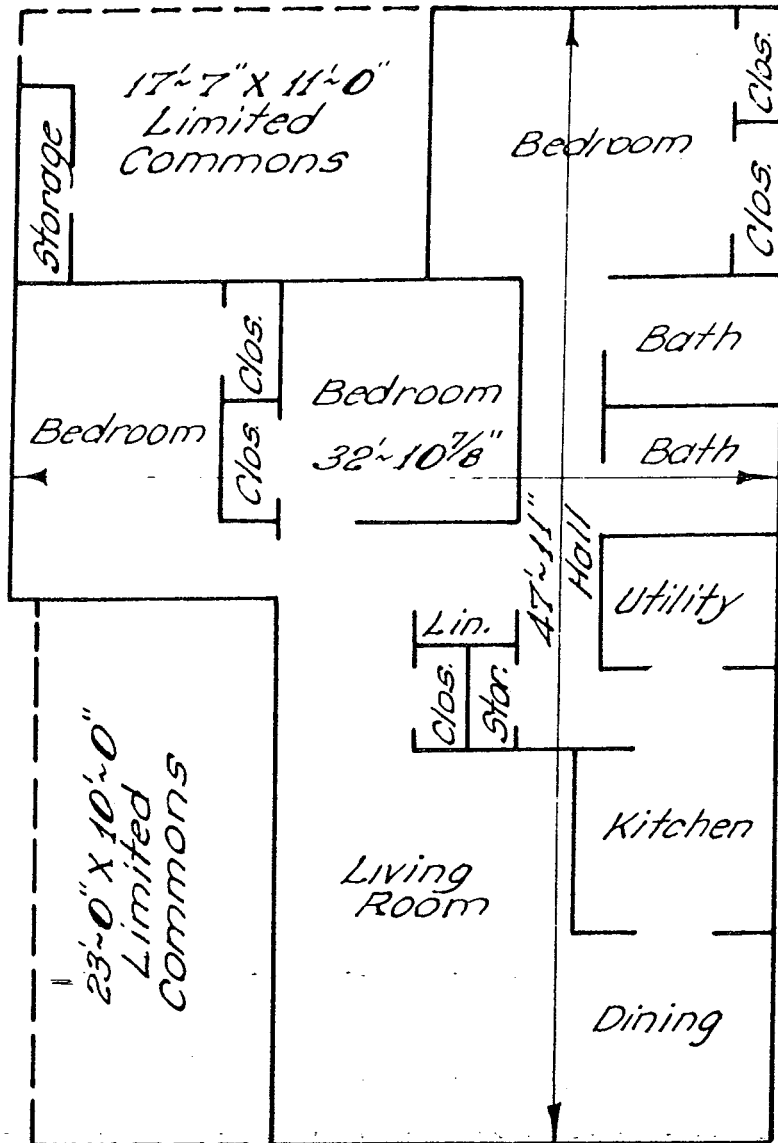 17'~7" X 11'~0"
Limited
Commons
Storage
Bedroom
Clos.
Clos.
Bedroom
Clos.
Clos.
Bedroom
32'~10 7/8"
Bath
Bath
47'~11"
Hall
Utility
Lin.
Clos.
Stor.
23'~0" X 10'~0"
Limited
Commons
Living
Room
Kitchen
Dining